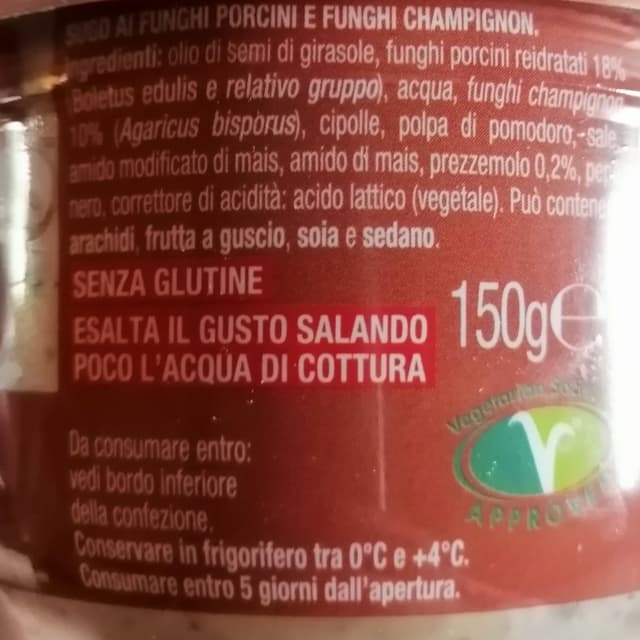 SUGO AI FUNGHI PORCINI E FUNGHI CHAMPIGNON.
Ingredienti: olio di semi di girasole, funghi porcini reidratati 18%
Boletus edulis e relativo gruppo), acqua, funghi champignon
10% (Agaricus bisporus), cipolle, polpa di pomodoro, sale,
amido modificato di mais, amido di mais, prezzemolo 0,2%, pepe
nero, correttore di acidità: acido lattico (vegetale). Può contenere
arachidi, frutta a guscio, soia e sedano.
SENZA GLUTINE
ESALTA IL GUSTO SALANDO
POCO L'ACQUA DI COTTURA
150g e
Vegetarian
APPROVED
Da consumare entro:
vedi bordo inferiore
della confezione.
Conservare in frigorifero tra 0°C e +4°C.
Consumare entro 5 giorni dall'apertura.